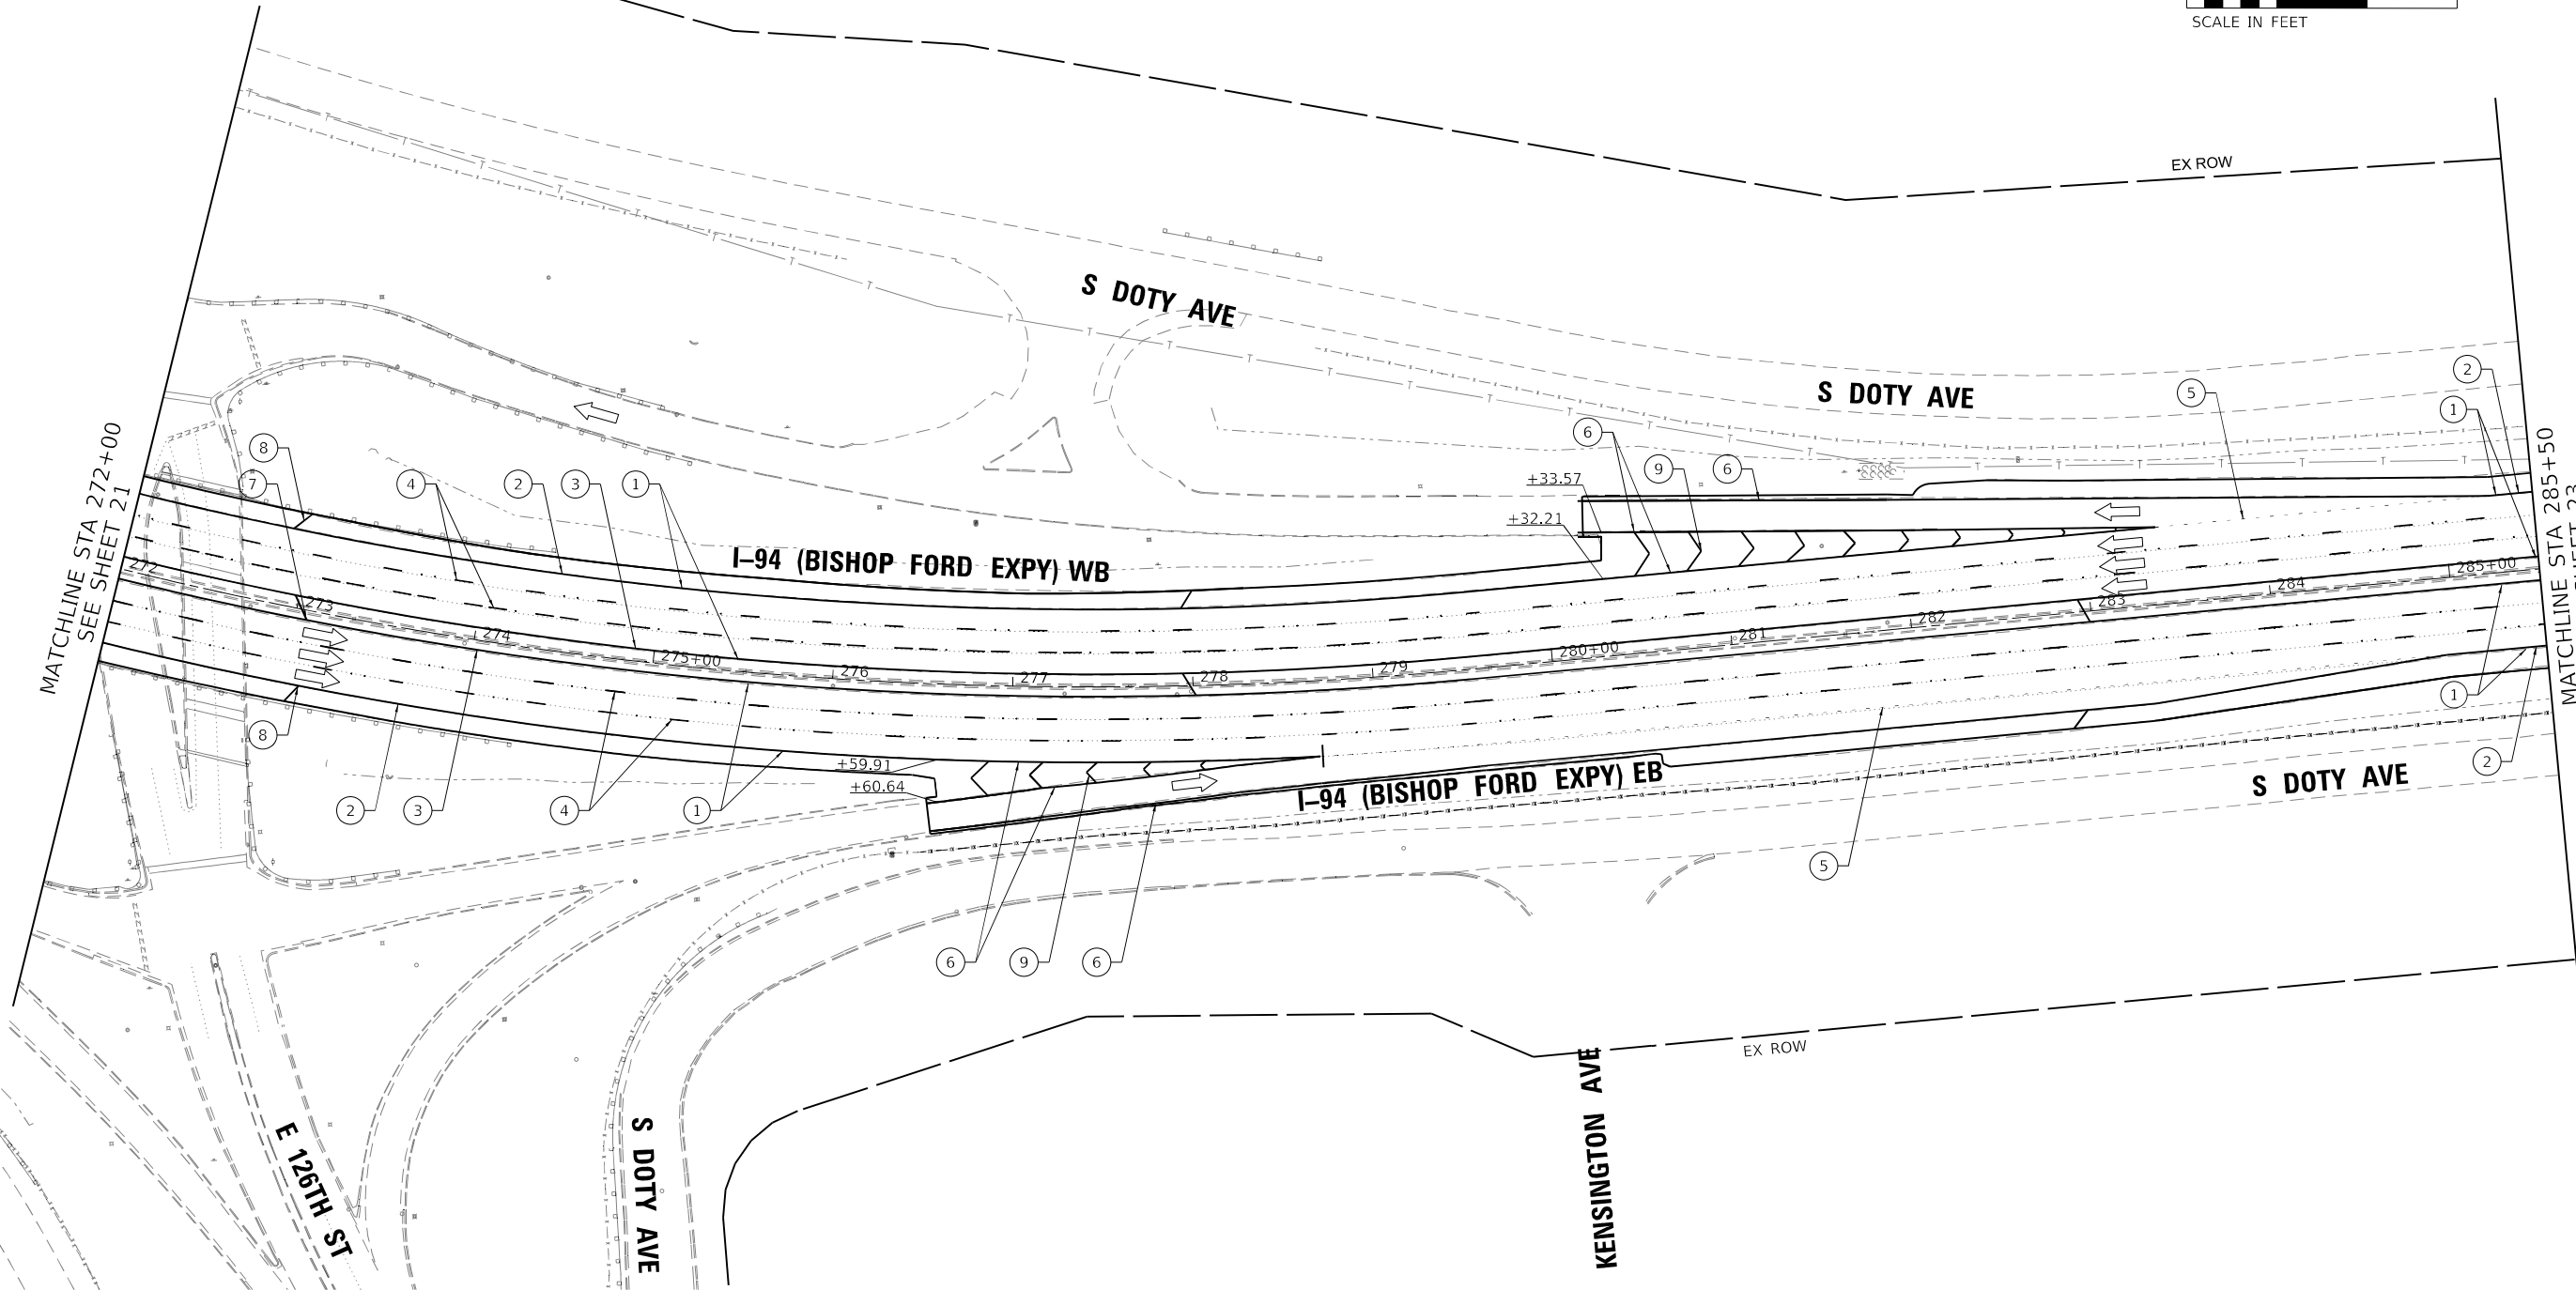 SCALE IN FEET
EX ROW
S DOTY AVE
S DOTY AVE
2
5
1
6
9
6
8
7
4
2
3
1
+33.57
+32.21
MATCHLINE STA 272+00
SEE SHEET 21
MATCHLINE STA 285+50
SHEET 23
I-94 (BISHOP FORD EXPY) WB
272
273
274
275+00
276
277
278
279
280+00
281
282
283
284
285+00
+59.91
+60.64
I-94 (BISHOP FORD EXPY) EB
S DOTY AVE
8
2
3
4
1
1
2
5
6
9
6
EX ROW
KENSINGTON AVE
S DOTY AVE
E 126TH ST